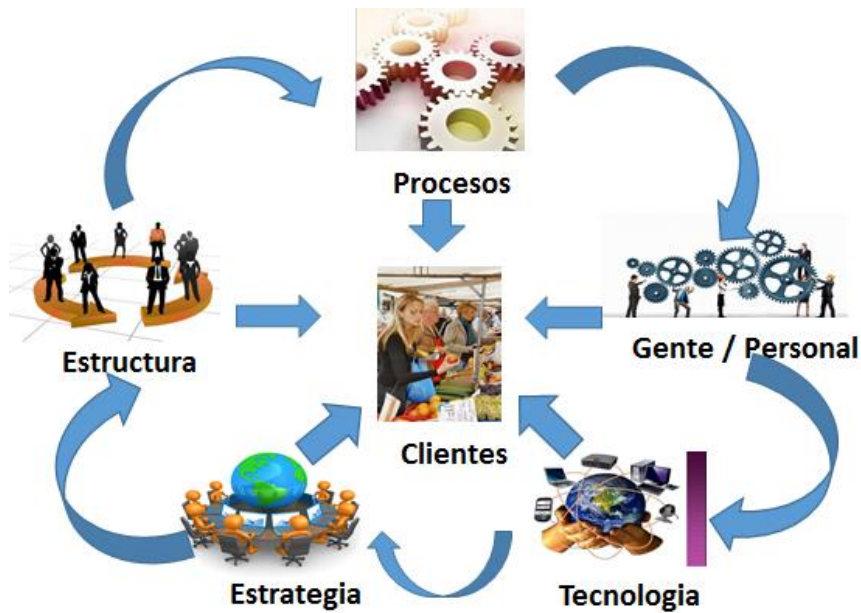 Procesos
Estructura
Gente / Personal
Clientes
Estrategia
Tecnologia